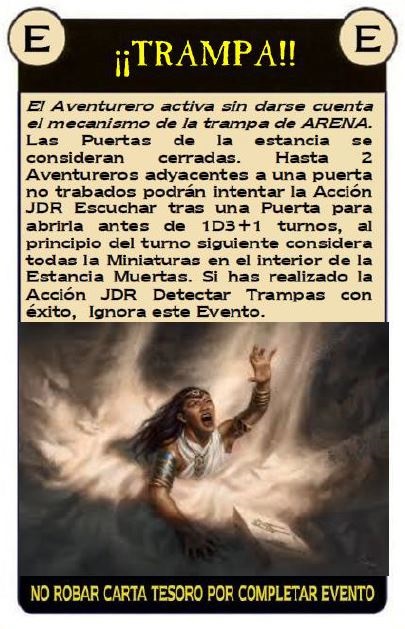 E
E
¡¡TRAMPA!!
El Aventurero activa sin darse cuenta
el mecanismo de la trampa de ARENA.
Las Puertas de la estancia se
consideran cerradas. Hasta 2
Aventureros adyacentes a una puerta
no trabados podrán intentar la Acción
JDR Escuchar tras una Puerta para
abrirla antes de 1D3+1 turnos, al
principio del turno siguiente considera
todas la Miniaturas en el interior de la
Estancia Muertas. Si has realizado la
Acción JDR Detectar Trampas con
éxito, Ignora este Evento.
NO ROBAR CARTA TESORO POR COMPLETAR EVENTO